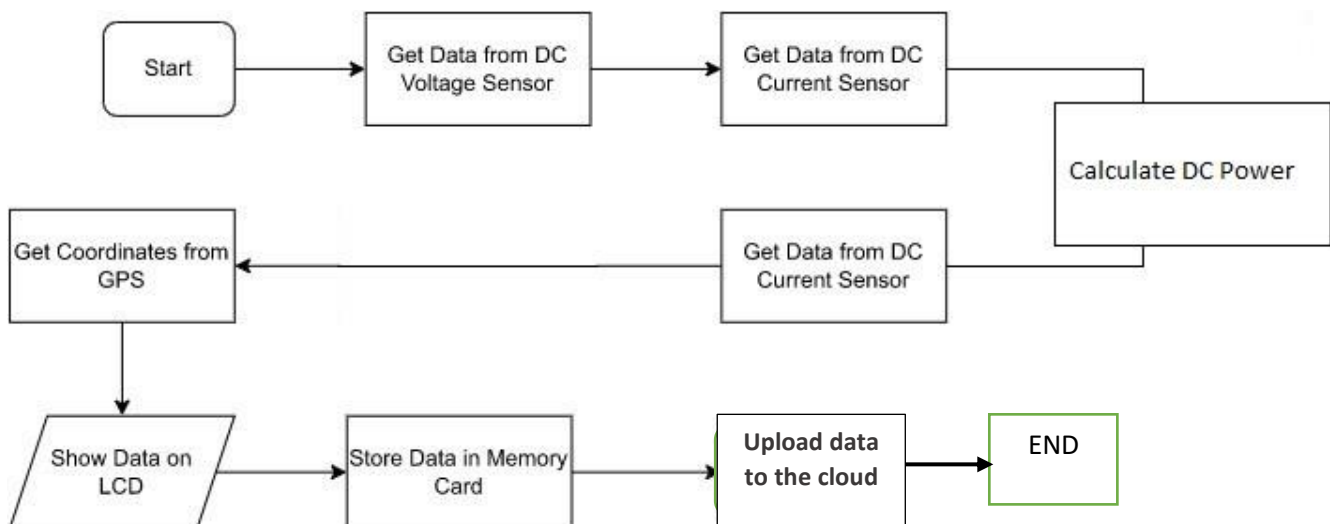 Start
Get Data from DC
Voltage Sensor
Get Data from DC
Current Sensor
Calculate DC Power
Get Data from DC
Current Sensor
Get Coordinates from
GPS
Show Data on
LCD
Store Data in Memory
Card
Upload data
to the cloud
END